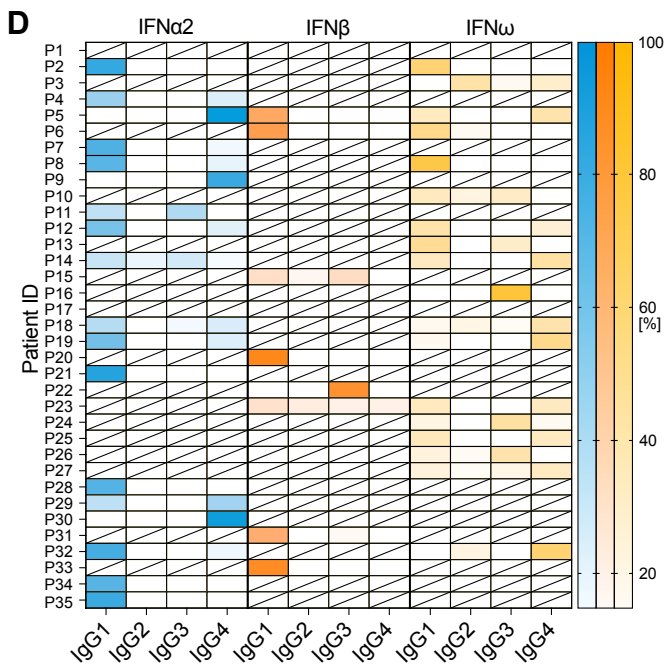 D
IFNα2 IFNβ IFNω
P1
P2
P3
P4
P5
P6
P7
P8
P9
P10
P11
P12
P13
P14
P15
P16
P17
P18
P19
P20
P21
P22
P23
P24
P25
P26
P27
P28
P29
P30
P31
P32
P33
P34
P35
Patient ID
IgG1 IgG2 IgG3 IgG4 IgG1 IgG2 IgG3 IgG4 IgG1 IgG2 IgG3 IgG4
100
80
60
[%]
40
20